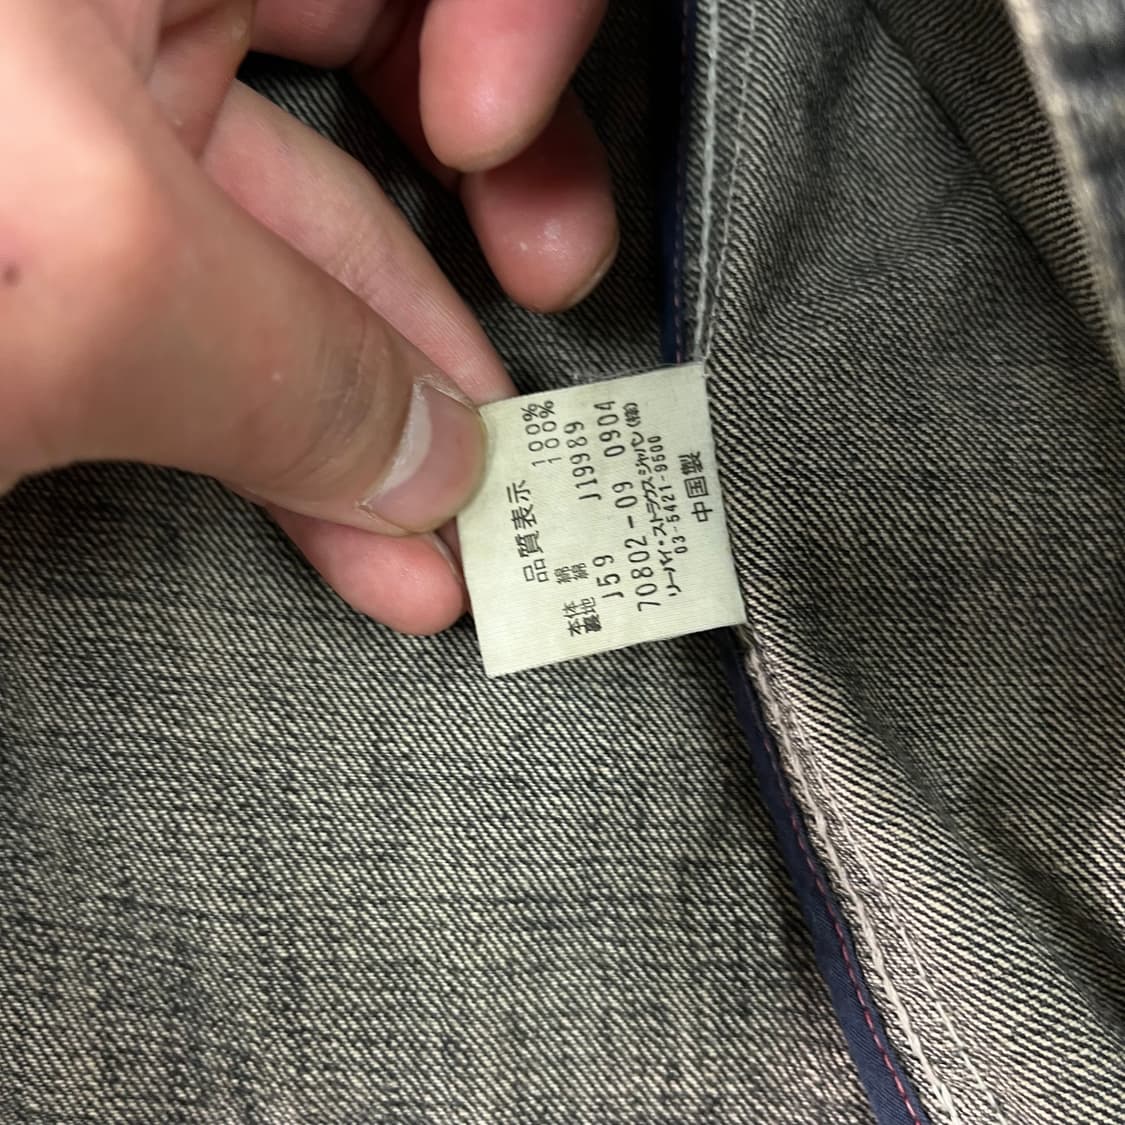 品質表示
本体 綿 100%
裏地 綿 100%
J59 J19989
70802-09 0904
リーバイ・ストラウスジャパン(株)
03-5421-9500
中国製